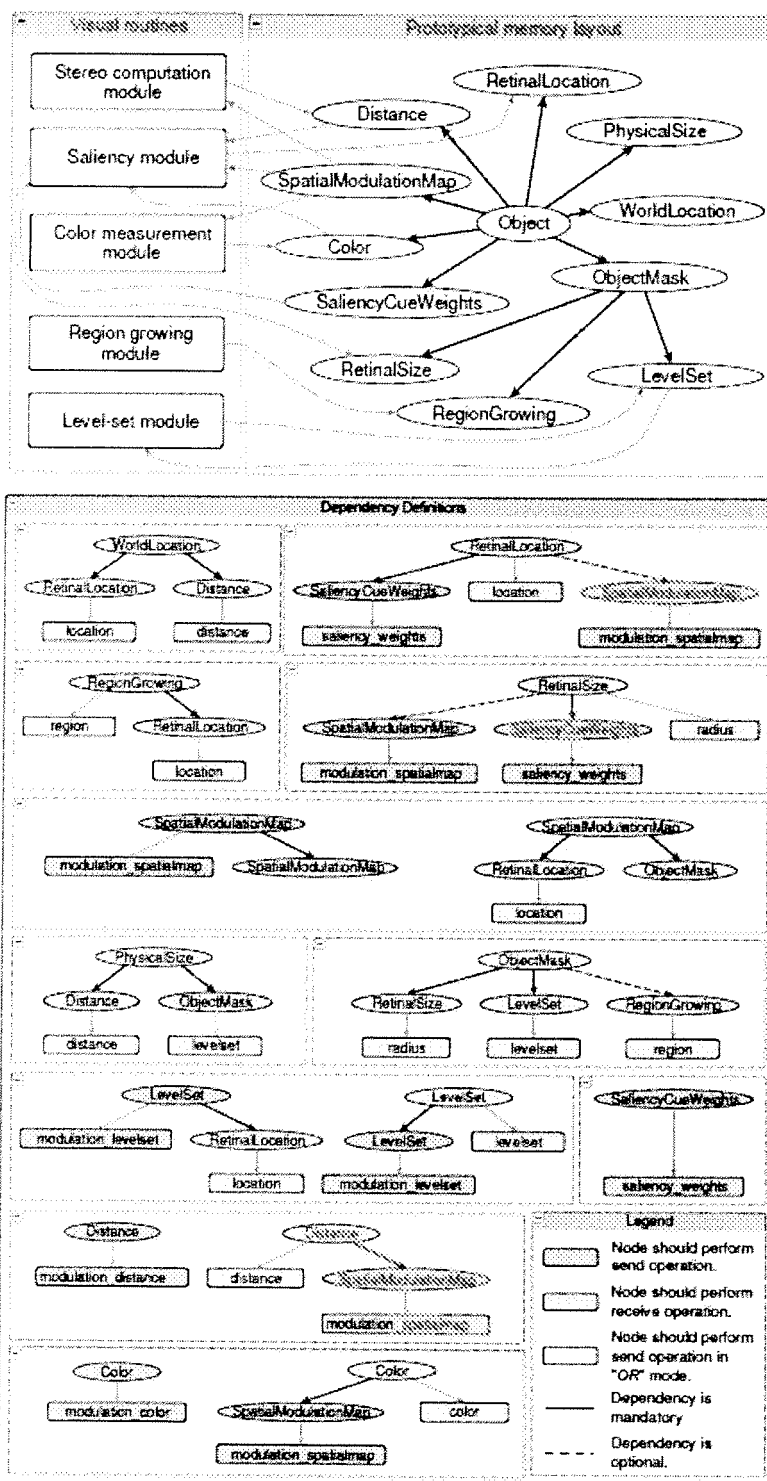 Visual routines
Prototypical memory layout
Stereo computation
module
Saliency module
Color measurement
module
Region growing
module
Level-set module
RetinalLocation
Distance
PhysicalSize
SpatialModulationMap
WorldLocation
Object
Color
ObjectMask
SaliencyCueWeights
RetinalSize
LevelSet
RegionGrowing
Dependency Definitions
WorldLocation
RetinalLocation
Distance
location
distance
RetinalLocation
SaliencyCueWeights
location
saliency_weights
modulation_spatialmap
RegionGrowing
region
RetinalLocation
location
RetinalSize
SpatialModulationMap
radius
modulation_spatialmap
saliency_weights
SpatialModulationMap
modulation_spatialmap
SpatialModulationMap
SpatialModulationMap
RetinalLocation
ObjectMask
location
PhysicalSize
Distance
ObjectMask
distance
levelset
ObjectMask
RetinalSize
LevelSet
RegionGrowing
radius
levelset
region
LevelSet
modulation_levelset
RetinalLocation
location
LevelSet
LevelSet
levelset
modulation_levelset
SaliencyCueWeights
saliency_weights
Distance
modulation_distance
Distance
distance
SpatialModulationMap
modulation
Color
modulation_color
Color
SpatialModulationMap
color
modulation_spatialmap
Legend
Node should perform
send operation.
Node should perform
receive operation.
Node should perform
send operation in
"OR" mode.
Dependency is
mandatory
Dependency is
optional.